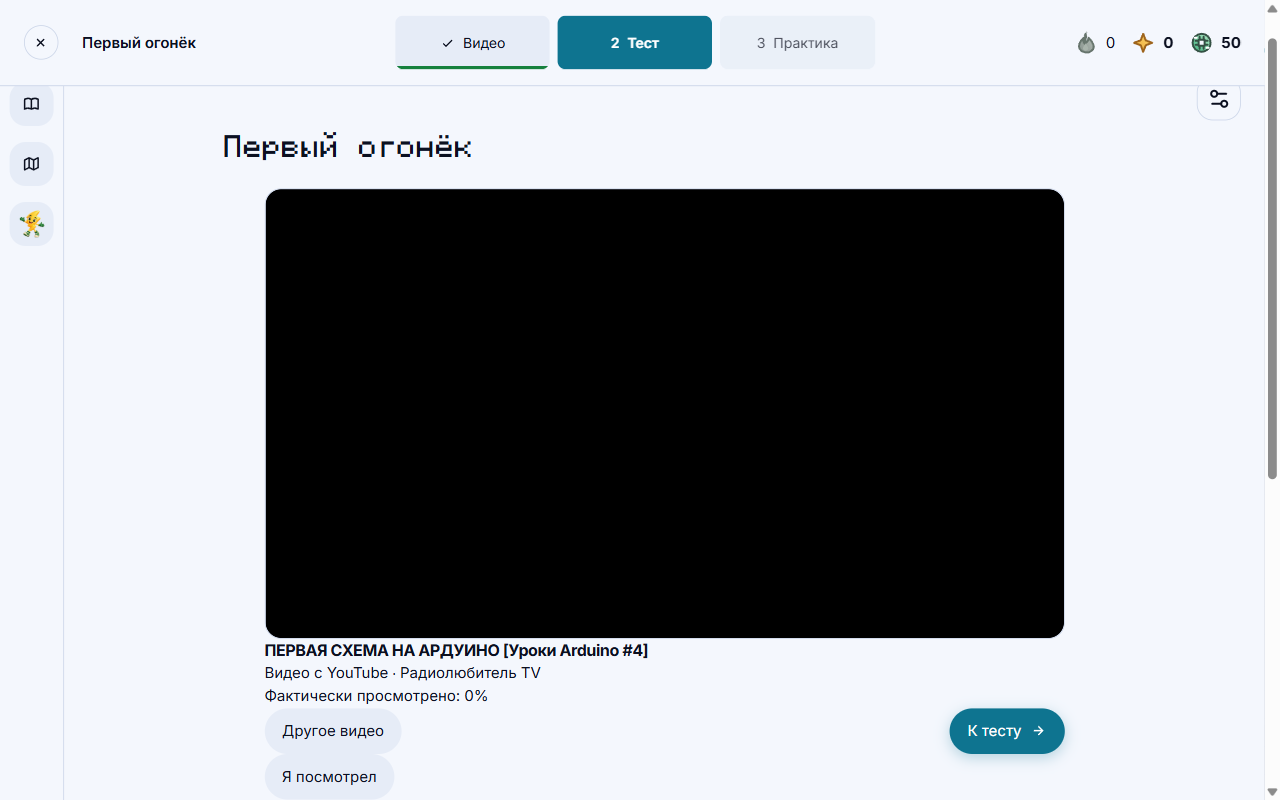 Первый огонёк
Видео
2 Тест
3 Практика
0
0
50
Первый огонёк
ПЕРВАЯ СХЕМА НА АРДУИНО [Уроки Arduino #4]
Видео с YouTube · Радиолюбитель TV
Фактически просмотрено: 0%
Другое видео
К тесту →
Я посмотрел